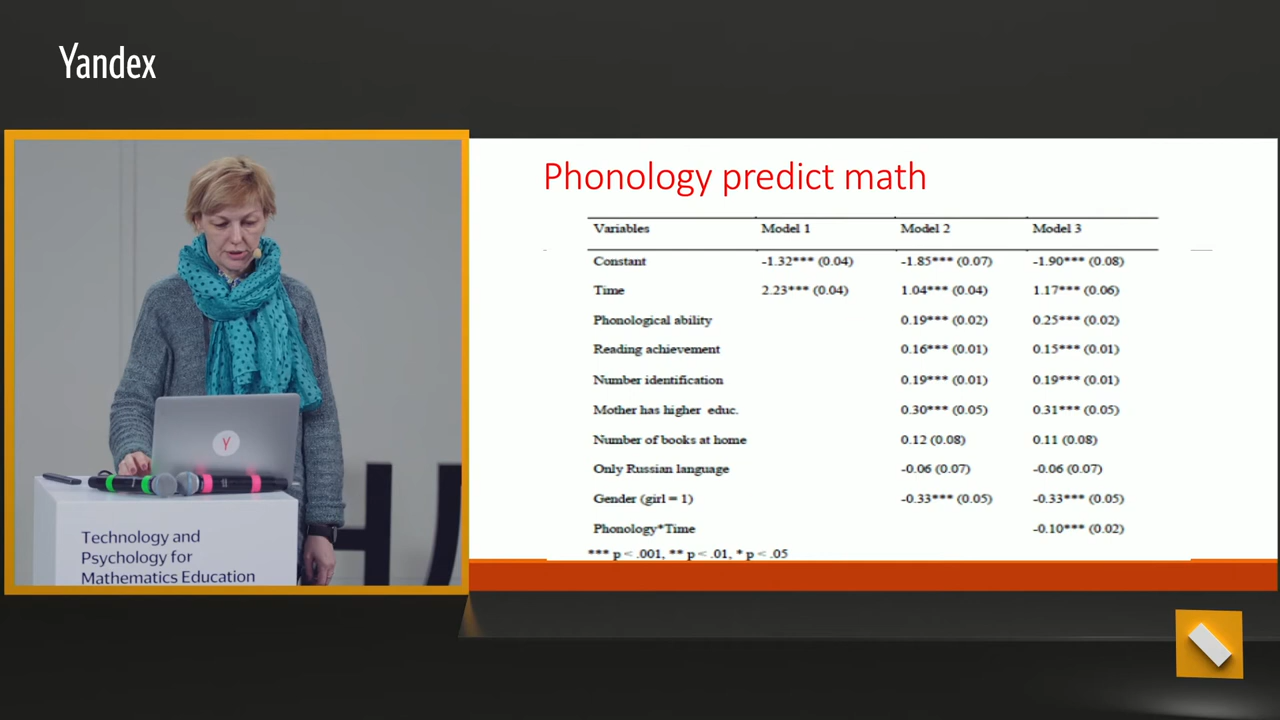 Yandex
Phonology predict math
Variables Model 1 Model 2 Model 3
Constant -1.32*** (0.04) -1.85*** (0.07) -1.90*** (0.08)
Time 2.23*** (0.04) 1.04*** (0.04) 1.17*** (0.06)
Phonological ability 0.19*** (0.02) 0.25*** (0.02)
Reading achievement 0.16*** (0.01) 0.15*** (0.01)
Number identification 0.19*** (0.01) 0.19*** (0.01)
Mother has higher educ. 0.30*** (0.05) 0.31*** (0.05)
Number of books at home 0.12 (0.08) 0.11 (0.08)
Only Russian language -0.06 (0.07) -0.06 (0.07)
Gender (girl = 1) -0.33*** (0.05) -0.33*** (0.05)
Phonology*Time -0.10*** (0.02)
*** p < .001, ** p < .01, * p < .05
Y
Technology and
Psychology for
Mathematics Education